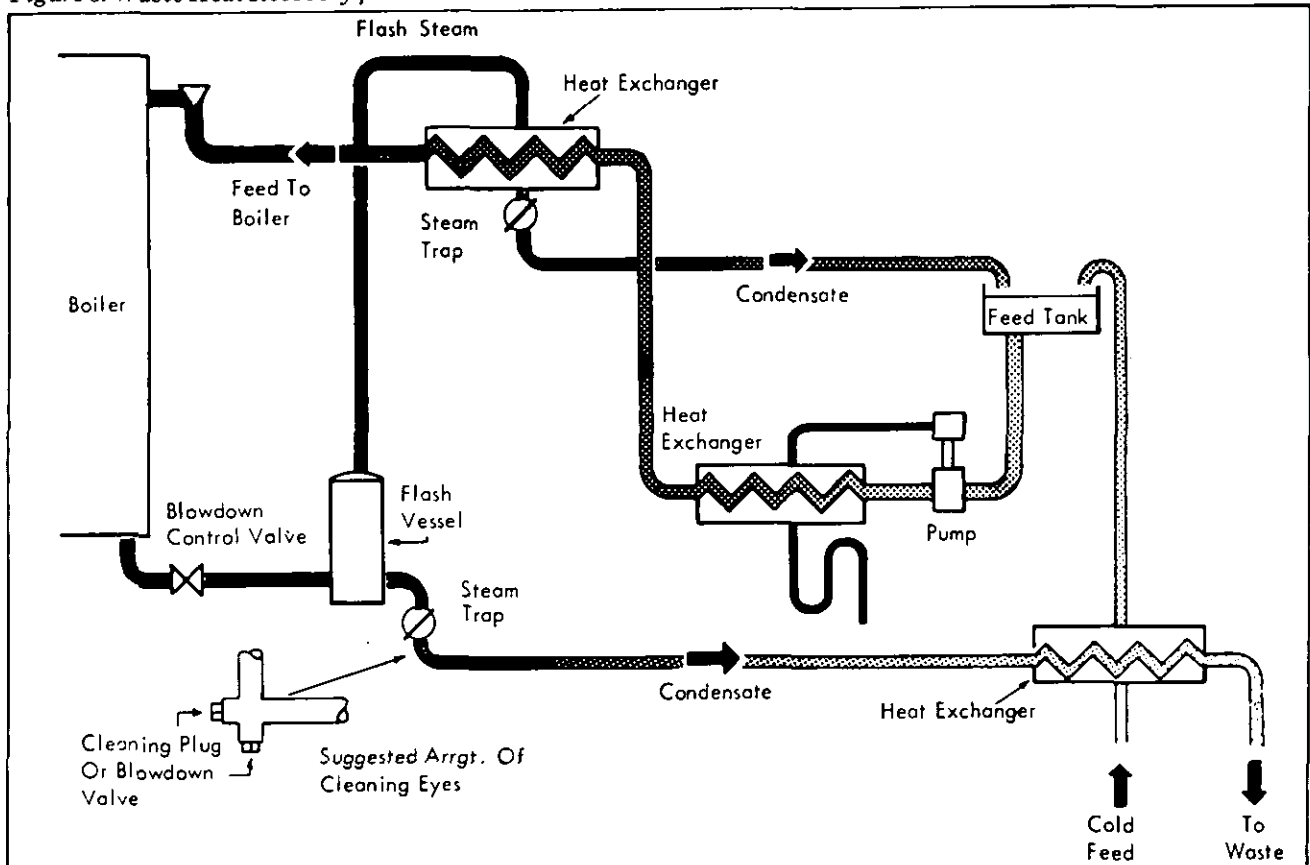 Flash Steam
Heat Exchanger
Feed To
Boiler
Steam
Trap
Condensate
Boiler
Feed Tank
Heat
Exchanger
Blowdown
Control Valve
Flash
Vessel
Pump
Steam
Trap
Condensate
Heat Exchanger
Cleaning Plug
Or Blowdown
Valve
Suggested Arrgt. Of
Cleaning Eyes
Cold
Feed
To
Waste